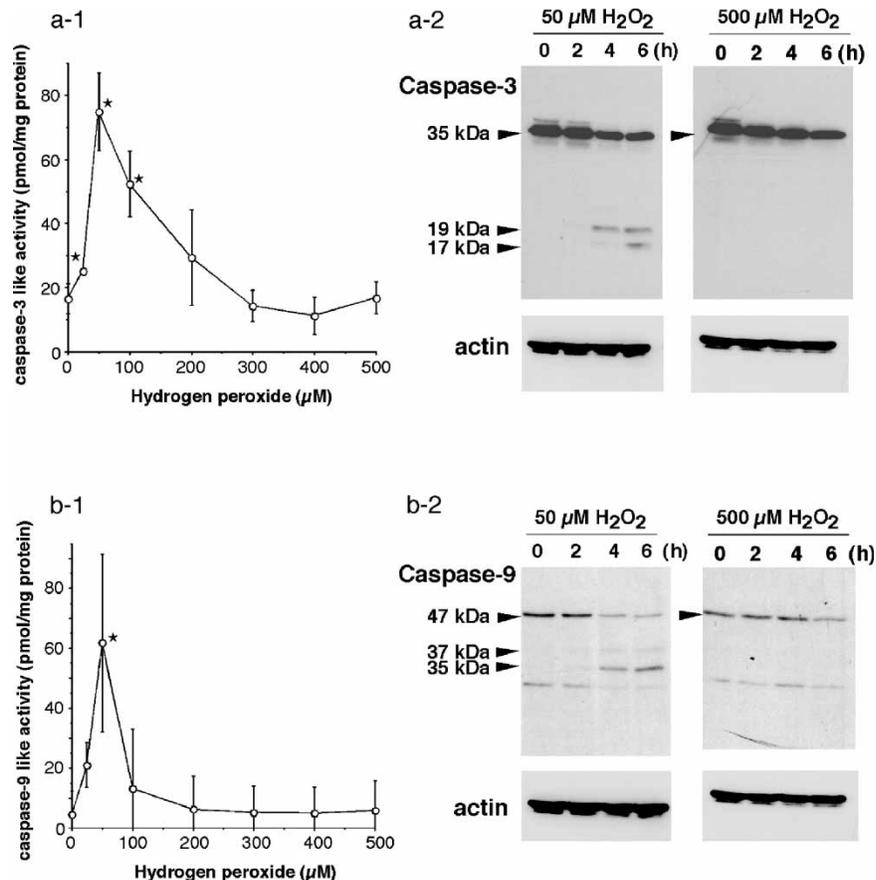 a-1
caspase-3 like activity (pmol/mg protein)
80
60
40
20
0
0 100 200 300 400 500
Hydrogen peroxide (µM)
a-2
50 µM H2O2 500 µM H2O2
0 2 4 6 (h) 0 2 4 6 (h)
Caspase-3
35 kDa
19 kDa
17 kDa
actin
b-1
caspase-9 like activity (pmol/mg protein)
80
60
40
20
0
0 100 200 300 400 500
Hydrogen peroxide (µM)
b-2
50 µM H2O2 500 µM H2O2
0 2 4 6 (h) 0 2 4 6 (h)
Caspase-9
47 kDa
37 kDa
35 kDa
actin